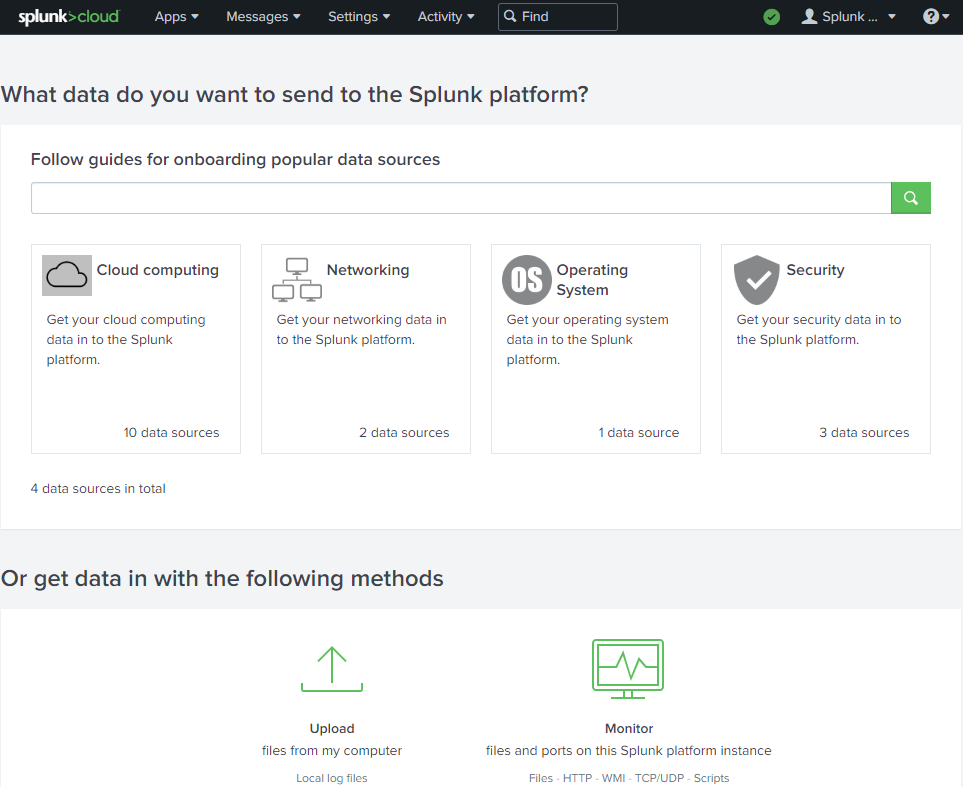 splunk>cloud Apps Messages Settings Activity Find Splunk ... ?
What data do you want to send to the Splunk platform?
Follow guides for onboarding popular data sources
Cloud computing
Get your cloud computing
data in to the Splunk
platform.
10 data sources
Networking
Get your networking data in
to the Splunk platform.
2 data sources
OS
Operating
System
Get your operating system
data in to the Splunk
platform.
1 data source
Security
Get your security data in to
the Splunk platform.
3 data sources
4 data sources in total
Or get data in with the following methods
Upload
files from my computer
Local log files
Monitor
files and ports on this Splunk platform instance
Files - HTTP - WMI - TCP/UDP - Scripts